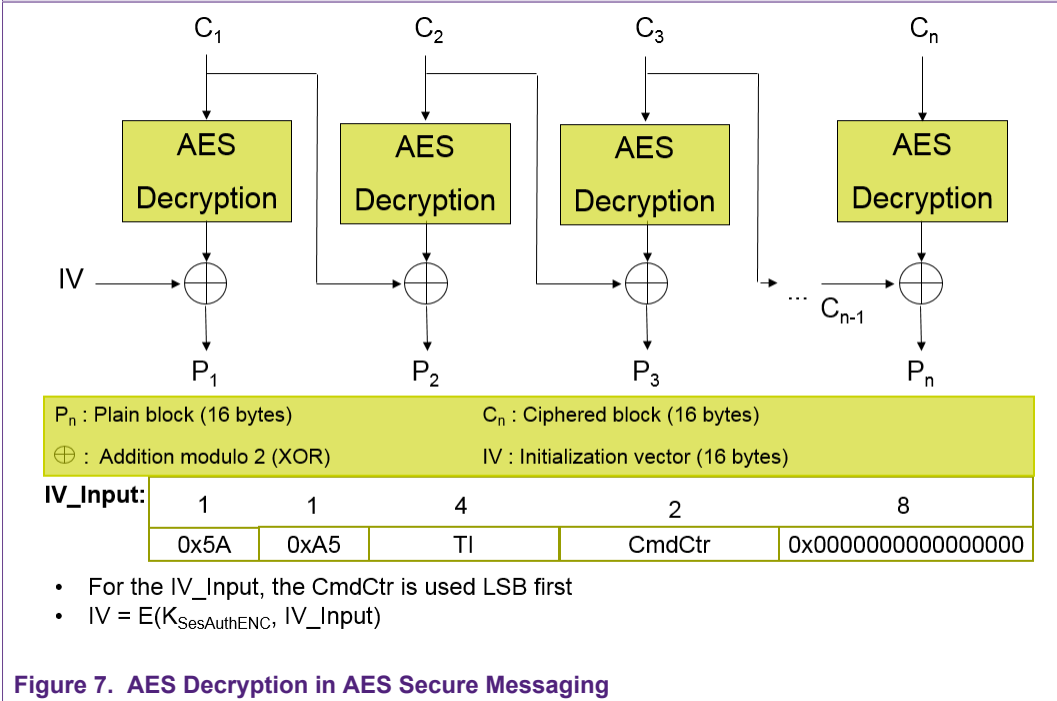 C1 C2 C3 Cn
AES AES AES AES
Decryption Decryption Decryption Decryption
IV ... Cn-1
P1 P2 P3 Pn
Pn : Plain block (16 bytes) Cn : Ciphered block (16 bytes)
⊕ : Addition modulo 2 (XOR) IV : Initialization vector (16 bytes)
IV_Input: 1 1 4 2 8
0x5A 0xA5 TI CmdCtr 0x0000000000000000
• For the IV_Input, the CmdCtr is used LSB first
• IV = E(KSesAuthENC, IV_Input)
Figure 7. AES Decryption in AES Secure Messaging